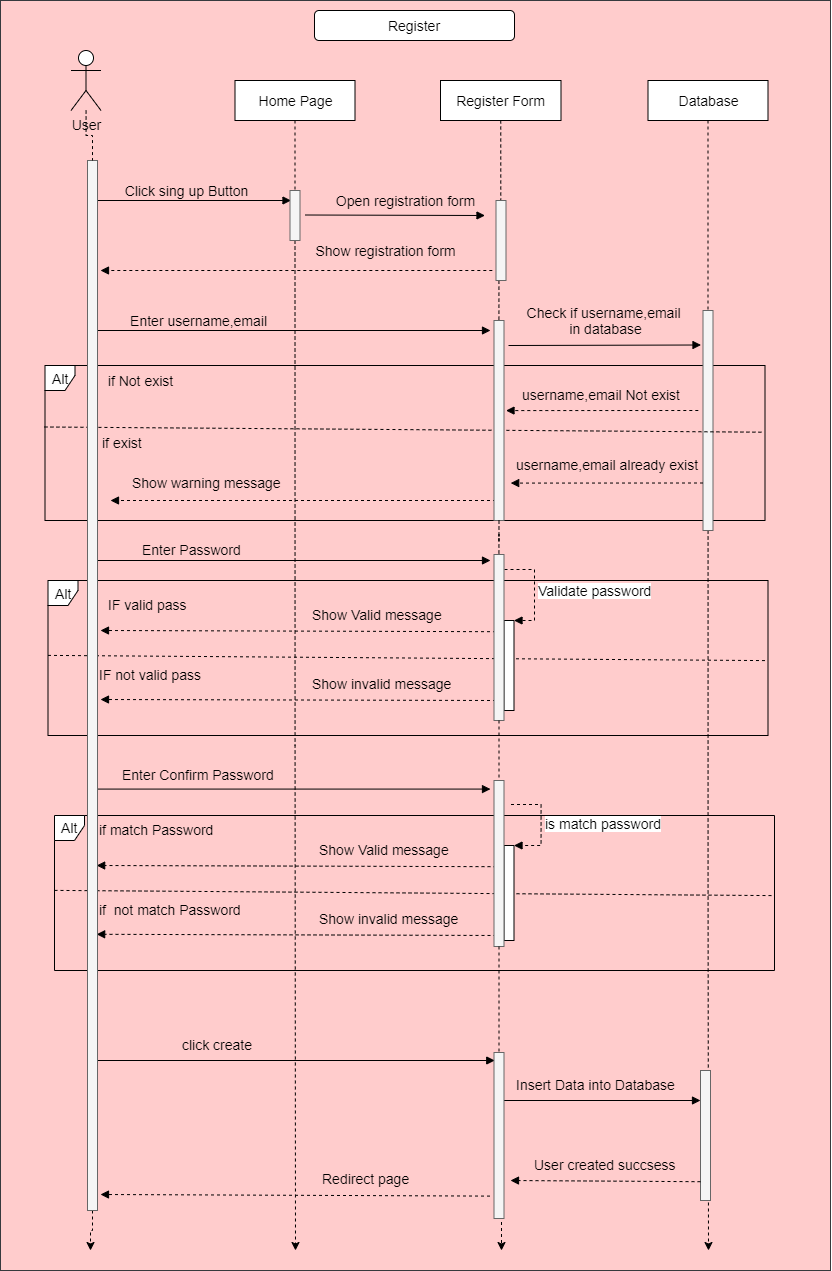 Register
User
Home Page
Register Form
Database
Click sing up Button
Open registration form
Show registration form
Enter username,email
Check if username,email
in database
Alt
if Not exist
username,email Not exist
if exist
username,email already exist
Show warning message
Enter Password
Alt
Validate password
IF valid pass
Show Valid message
IF not valid pass
Show invalid message
Enter Confirm Password
Alt
if match Password
is match password
Show Valid message
if  not match Password
Show invalid message
click create
Insert Data into Database
User created succsess
Redirect page